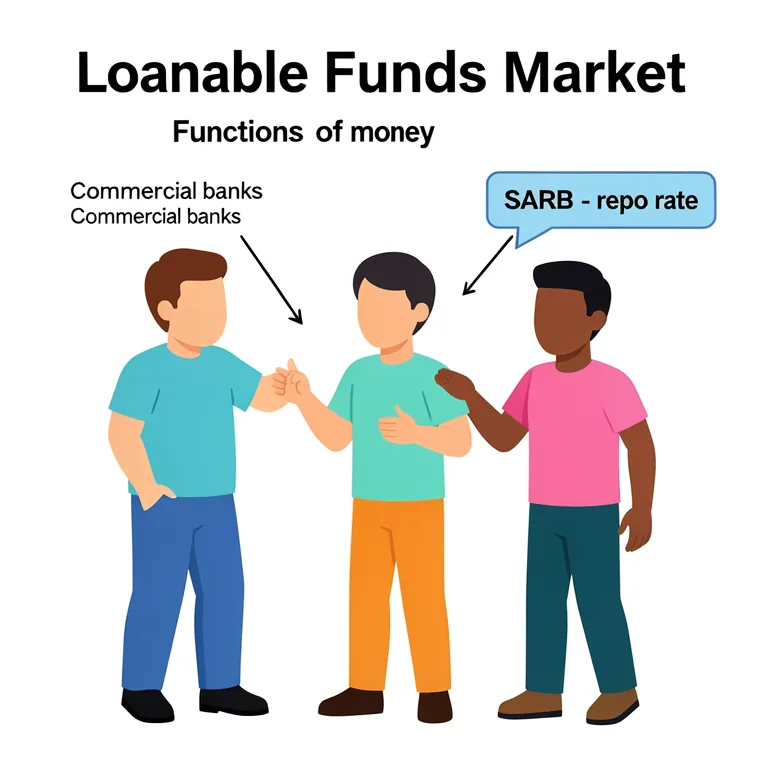 Loanable Funds Market
Functions of money
Commercial banks
Commercial banks
SARB - repo rate